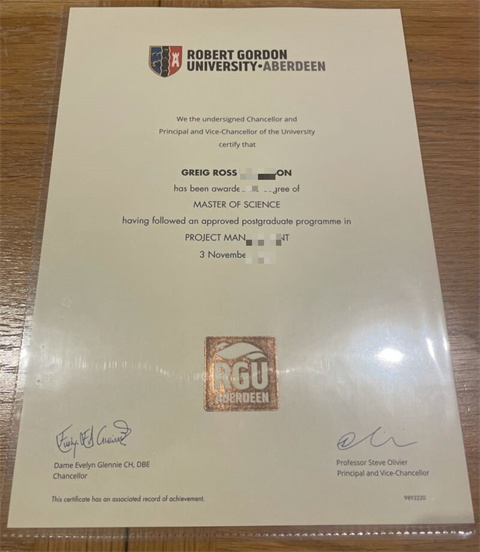 ROBERT GORDON
UNIVERSITY•ABERDEEN
We the undersigned Chancellor and
Principal and Vice-Chancellor of the University
certify that
GREIG ROSS ON
has been of
MASTER OF SCIENCE
having followed an approved postgraduate programme in
PROJECT
3
RGU
ABERDEEN
Dame Evelyn Glennie CH, DBE
Chancellor
Professor Steve Olivier
Principal and Vice-Chancellor
This certificate has an associated record of achievement.
9893220